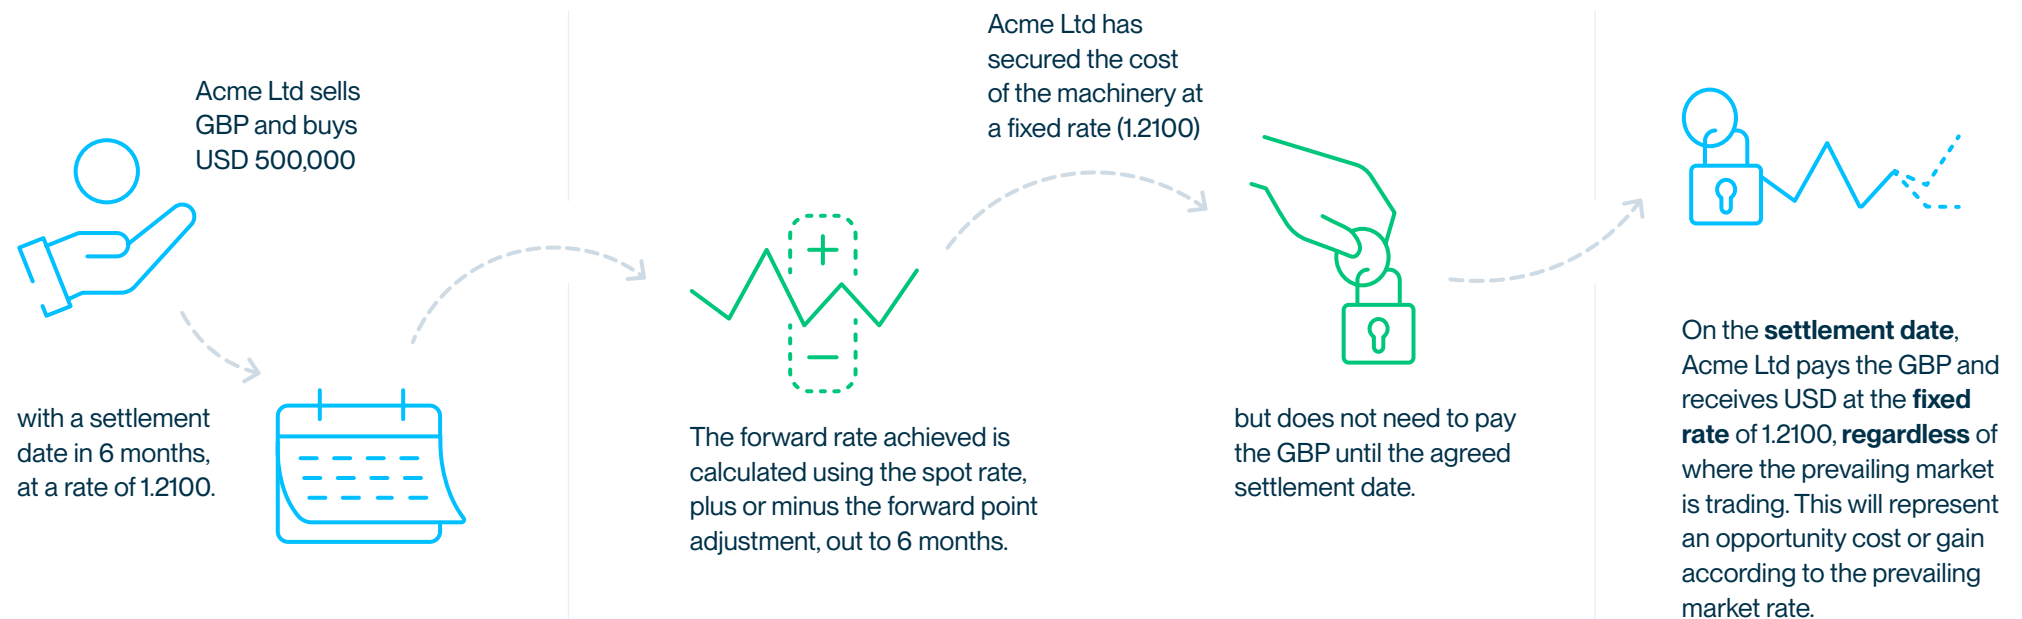 Acme Ltd sells
GBP and buys
USD 500,000
with a settlement
date in 6 months,
at a rate of 1.2100.
The forward rate achieved is
calculated using the spot rate,
plus or minus the forward point
adjustment, out to 6 months.
Acme Ltd has
secured the cost
of the machinery at
a fixed rate (1.2100)
but does not need to pay
the GBP until the agreed
settlement date.
On the settlement date,
Acme Ltd pays the GBP and
receives USD at the fixed
rate of 1.2100, regardless of
where the prevailing market
is trading. This will represent
an opportunity cost or gain
according to the prevailing
market rate.